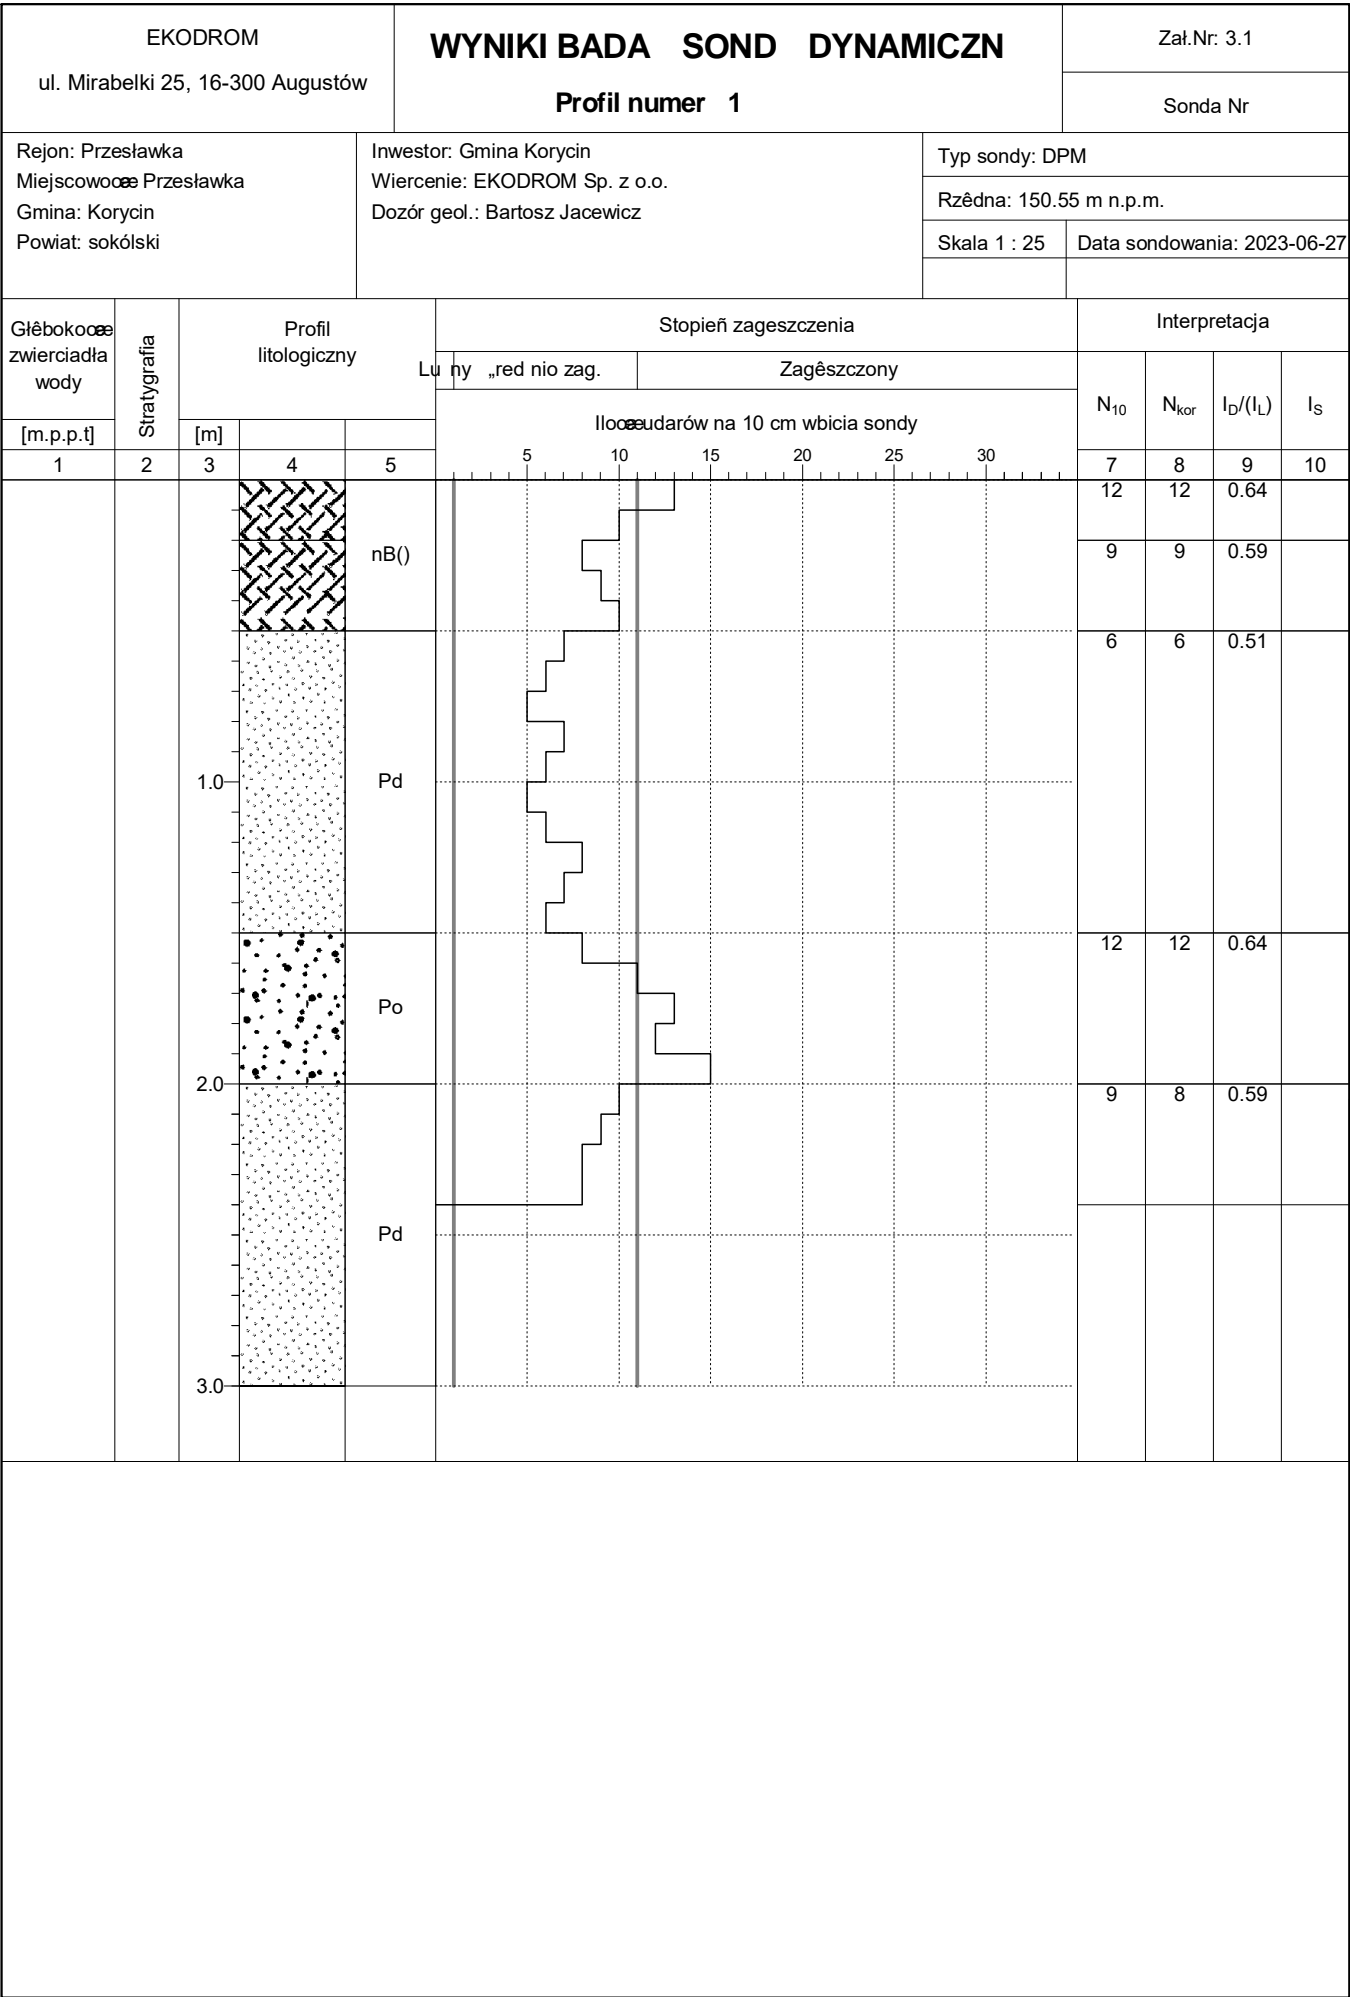 EKODROM
ul. Mirabelki 25, 16-300 Augustów
WYNIKI BADA SOND DYNAMICZN
Profil numer 1
Zał.Nr: 3.1
Sonda Nr
Rejon: Przesławka
Miejscowoœæ Przesławka
Gmina: Korycin
Powiat: sokólski
Inwestor: Gmina Korycin
Wiercenie: EKODROM Sp. z o.o.
Dozór geol.: Bartosz Jacewicz
Typ sondy: DPM
Rzêdna: 150.55 m n.p.m.
Skala 1 : 25
Data sondowania: 2023-06-27
Głêbokoœæ
zwierciadła
wody
[m.p.p.t]
Stratygrafia
Profil
litologiczny
[m]
Stopieñ zageszczenia
Lu ny „red nio zag. Zagêszczony
Iloœæ udarów na 10 cm wbicia sondy
5 10 15 20 25 30
Interpretacja
N10 Nkor ID/(IL) IS
1 2 3 4 5 7 8 9 10
12 12 0.64
nB()
9 9 0.59
6 6 0.51
1.0
Pd
12 12 0.64
Po
2.0
9 8 0.59
Pd
3.0